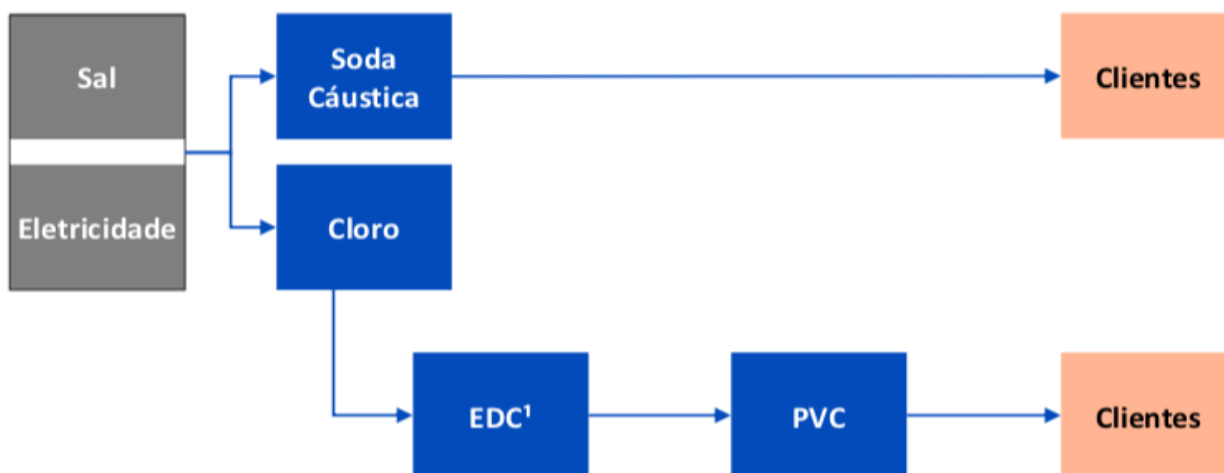 Sal
Soda
Cáustica
Clientes
Eletricidade
Cloro
EDC¹
PVC
Clientes